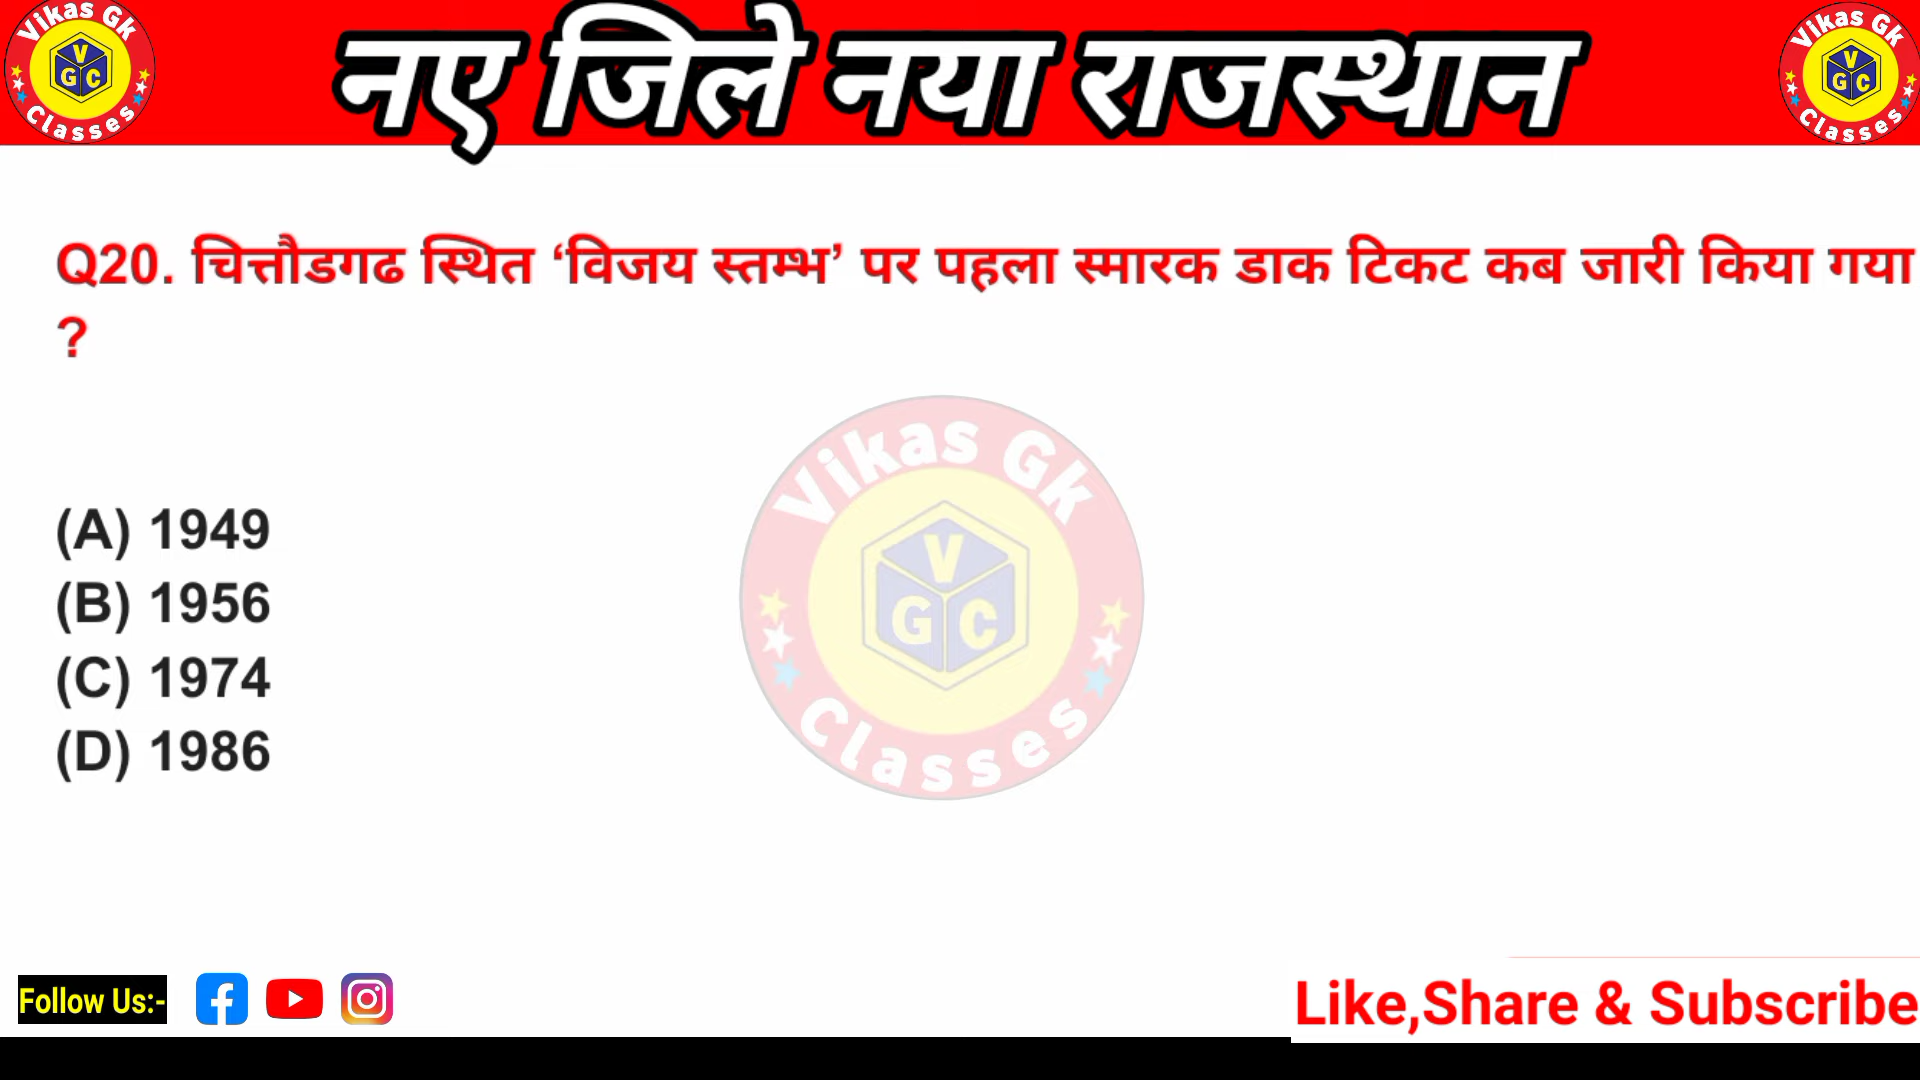 Vikas Gk
V
G C
Classes
नए जिले नया राजस्थान
Vikas Gk
V
G C
Classes
Q20. चित्तौडगढ स्थित ‘विजय स्तम्भ’ पर पहला स्मारक डाक टिकट कब जारी किया गया
?
Vikas Gk
V
G C
Classes
(A) 1949
(B) 1956
(C) 1974
(D) 1986
Follow Us:-
Like,Share & Subscribe